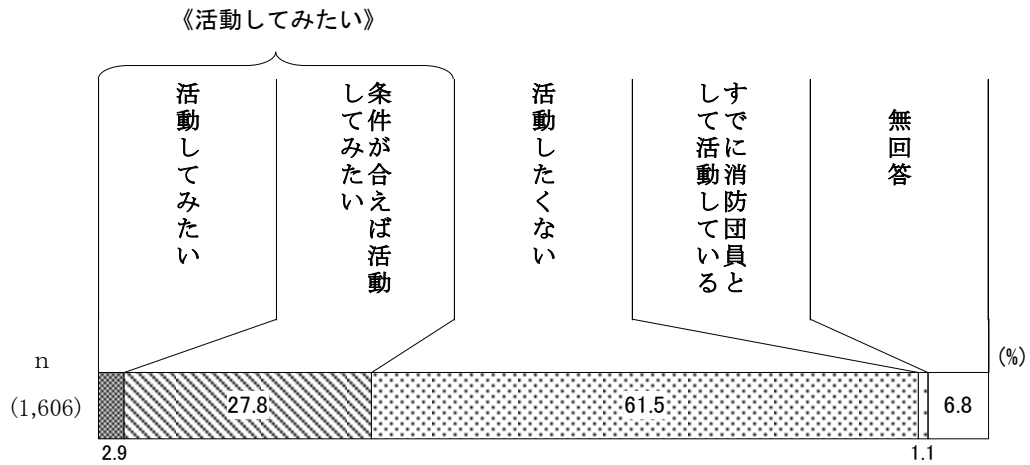 《活動してみたい》
活動してみたい
条件が合えば活動
してみたい
活動したくない
すでに消防団員と
して活動している
無回答
(%)
n
(1,606)
27.8
61.5
6.8
2.9
1.1